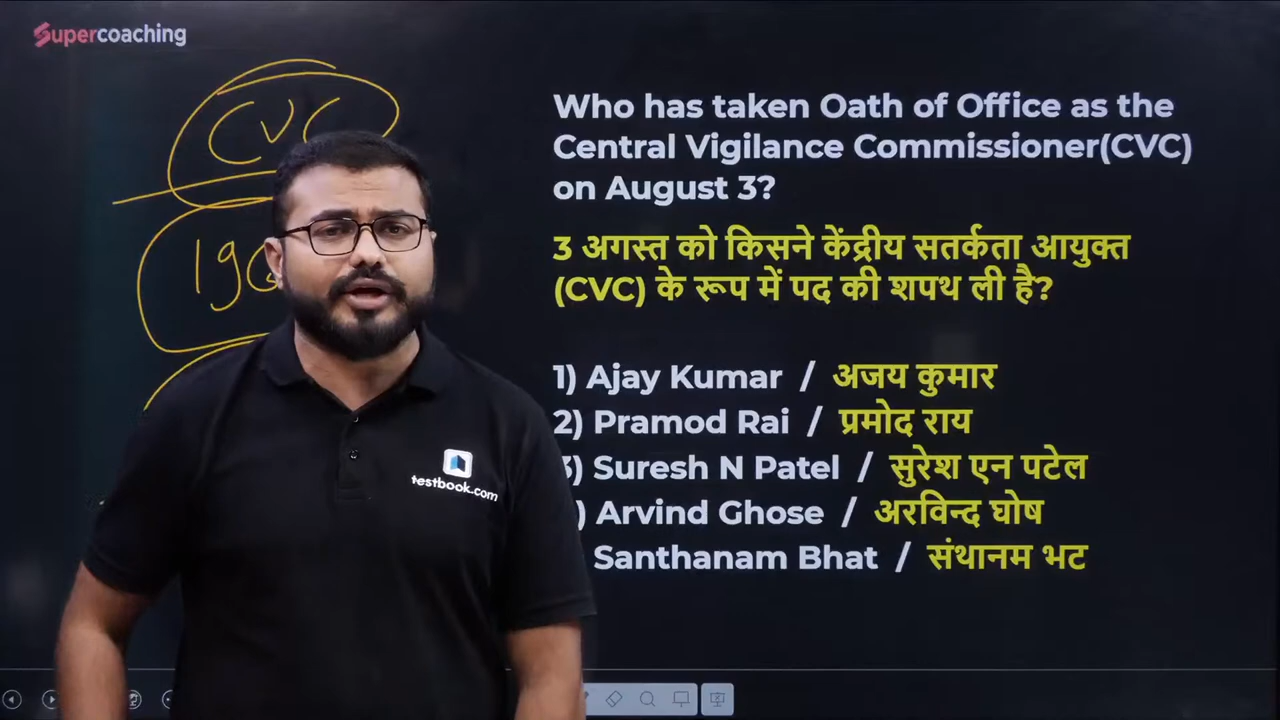 Supercoaching
CVC
Who has taken Oath of Office as the
Central Vigilance Commissioner(CVC)
on August 3?
3 अगस्त को किसने केंद्रीय सतर्कता आयुक्त
(CVC) के रूप में पद की शपथ ली है?
1) Ajay Kumar / अजय कुमार
2) Pramod Rai / प्रमोद राय
3) Suresh N Patel / सुरेश एन पटेल
) Arvind Ghose / अरविन्द घोष
Santhanam Bhat / संथानम भट
testbook.com